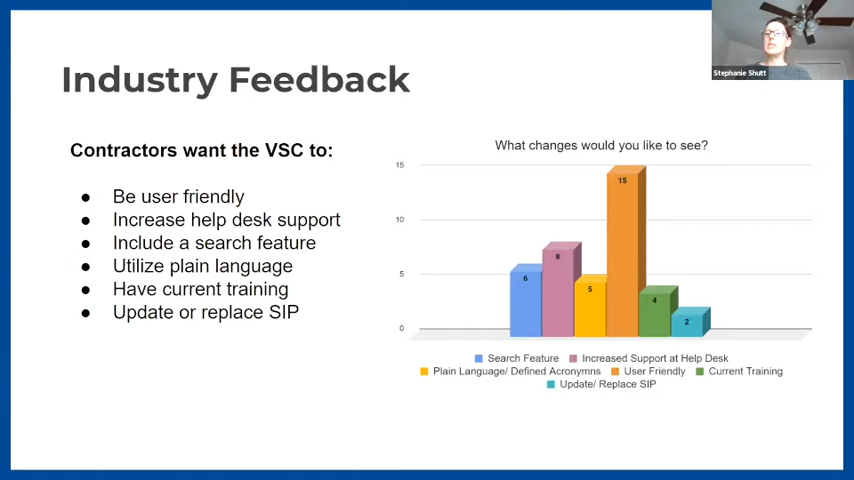 Stephanie Shutt
Industry Feedback
Contractors want the VSC to:
● Be user friendly
● Increase help desk support
● Include a search feature
● Utilize plain language
● Have current training
● Update or replace SIP
What changes would you like to see?
15
10
5
0
6
8
5
15
4
2
Search Feature Increased Support at Help Desk
Plain Language/ Defined Acronymns User Friendly Current Training
Update/ Replace SIP